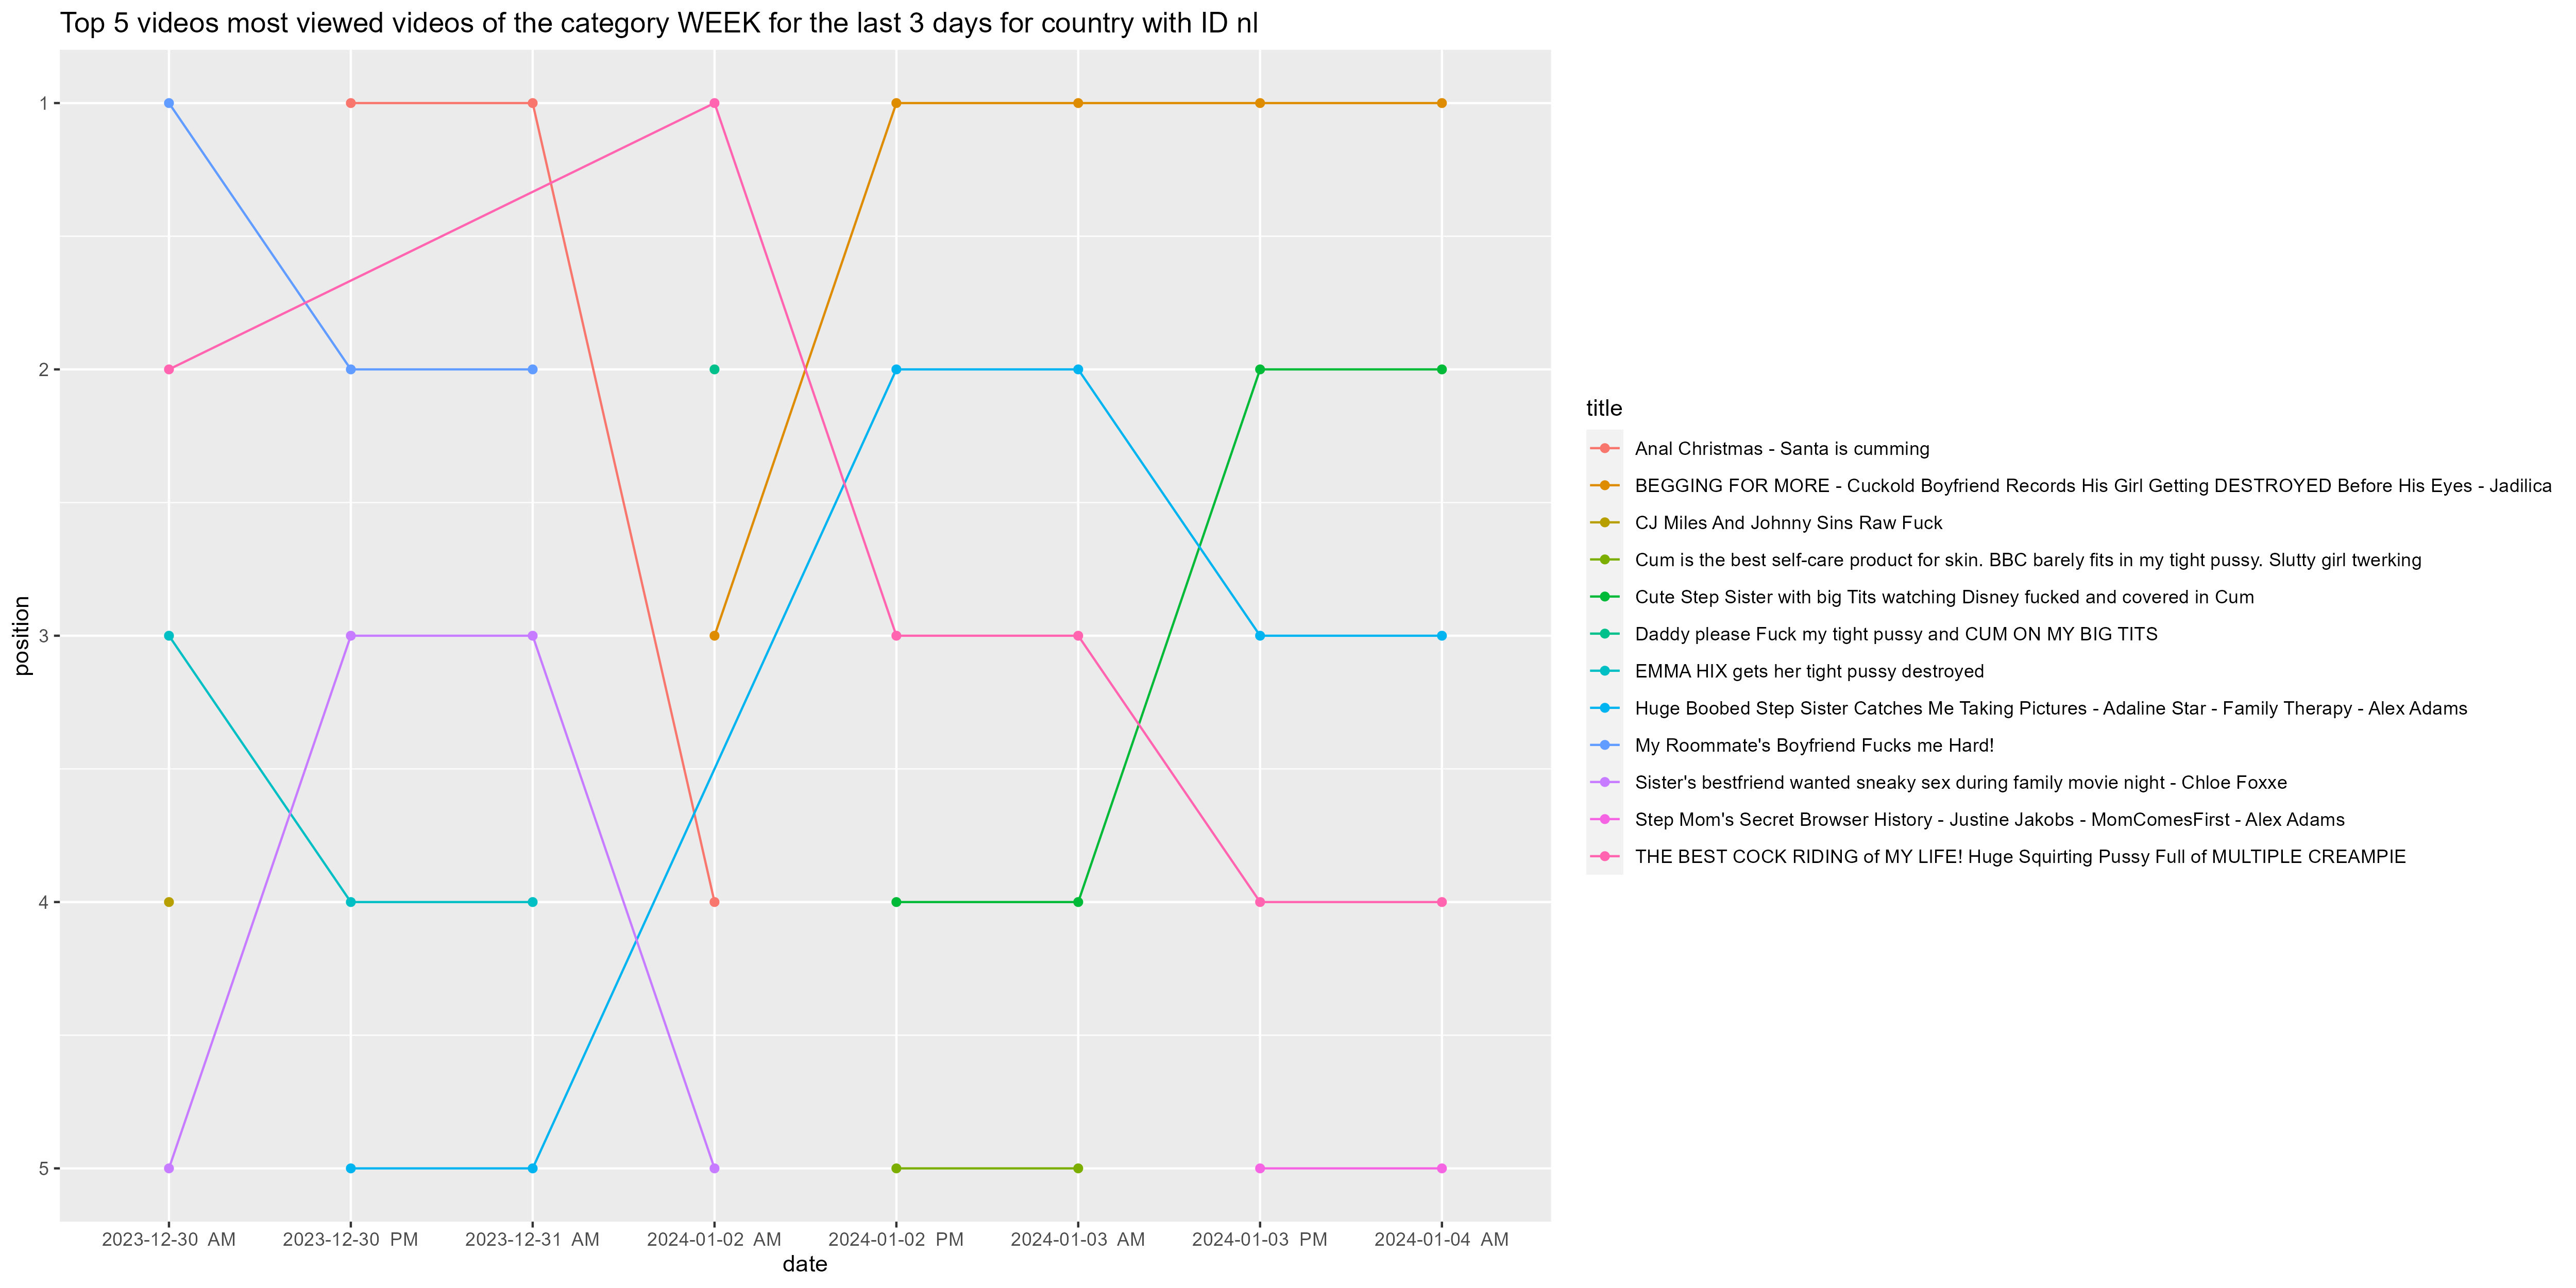 Top 5 videos most viewed videos of the category WEEK for the last 3 days for country with ID nl
position
1
2
3
4
5
2023-12-30 AM
2023-12-30 PM
2023-12-31 AM
2024-01-02 AM
2024-01-02 PM
2024-01-03 AM
2024-01-03 PM
2024-01-04 AM
date
title
Anal Christmas - Santa is cumming
BEGGING FOR MORE - Cuckold Boyfriend Records His Girl Getting DESTROYED Before His Eyes - Jadilica
CJ Miles And Johnny Sins Raw Fuck
Cum is the best self-care product for skin. BBC barely fits in my tight pussy. Slutty girl twerking
Cute Step Sister with big Tits watching Disney fucked and covered in Cum
Daddy please Fuck my tight pussy and CUM ON MY BIG TITS
EMMA HIX gets her tight pussy destroyed
Huge Boobed Step Sister Catches Me Taking Pictures - Adaline Star - Family Therapy - Alex Adams
My Roommate's Boyfriend Fucks me Hard!
Sister's bestfriend wanted sneaky sex during family movie night - Chloe Foxxe
Step Mom's Secret Browser History - Justine Jakobs - MomComesFirst - Alex Adams
THE BEST COCK RIDING of MY LIFE! Huge Squirting Pussy Full of MULTIPLE CREAMPIE